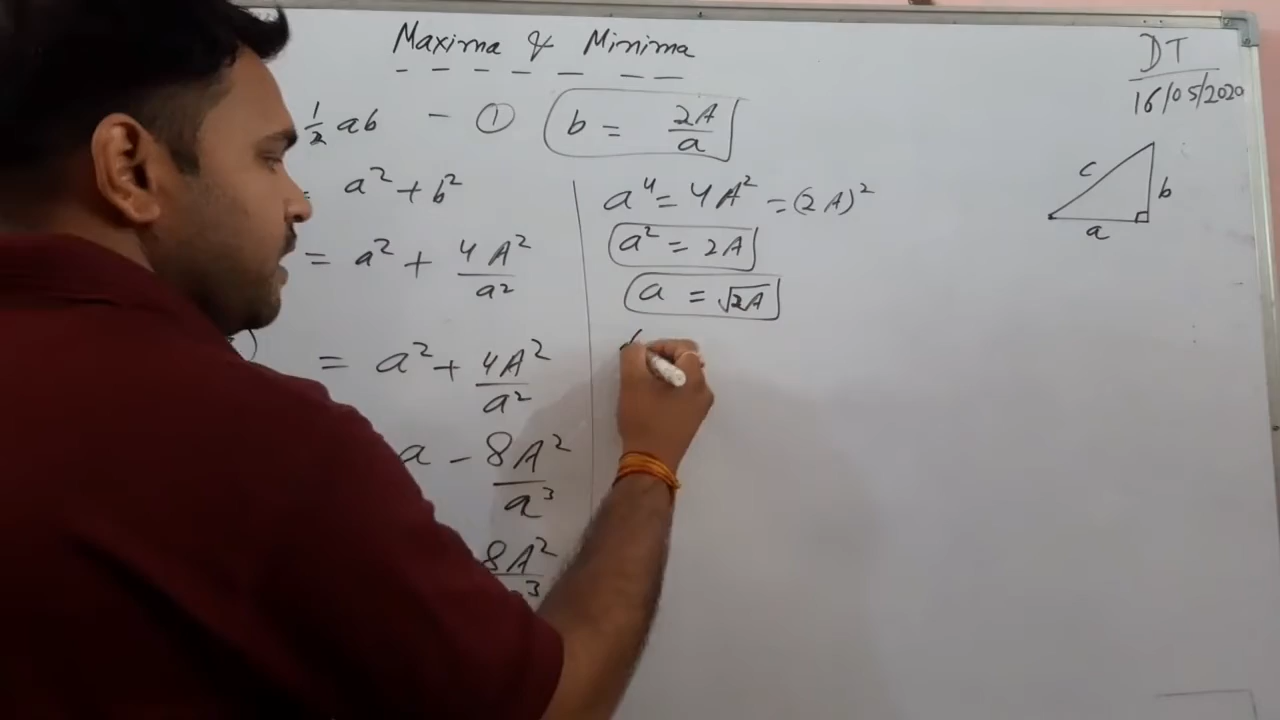 Maxima & Minima
DT
16/05/2020
½ ab - ①
b = 2A/a
= a² + b²
= a² + 4A²/a²
= a² + 4A²/a²
a - 8A²/a³
8A²
³
a⁴ = 4A² = (2A)²
a² = 2A
a = √2A
c
b
a